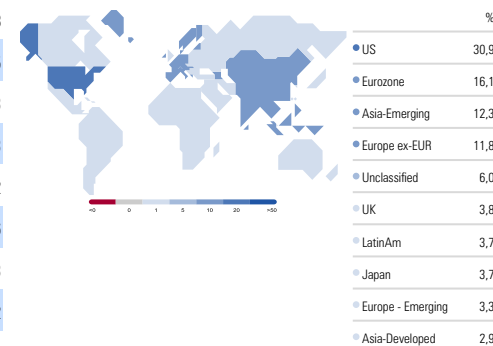 %
US 30,9
Eurozone 16,1
Asia-Emerging 12,3
Europe ex-EUR 11,8
Unclassified 6,0
UK 3,8
LatinAm 3,7
Japan 3,7
Europe - Emerging 3,3
Asia-Developed 2,9
<0 0 1 5 10 20 >50